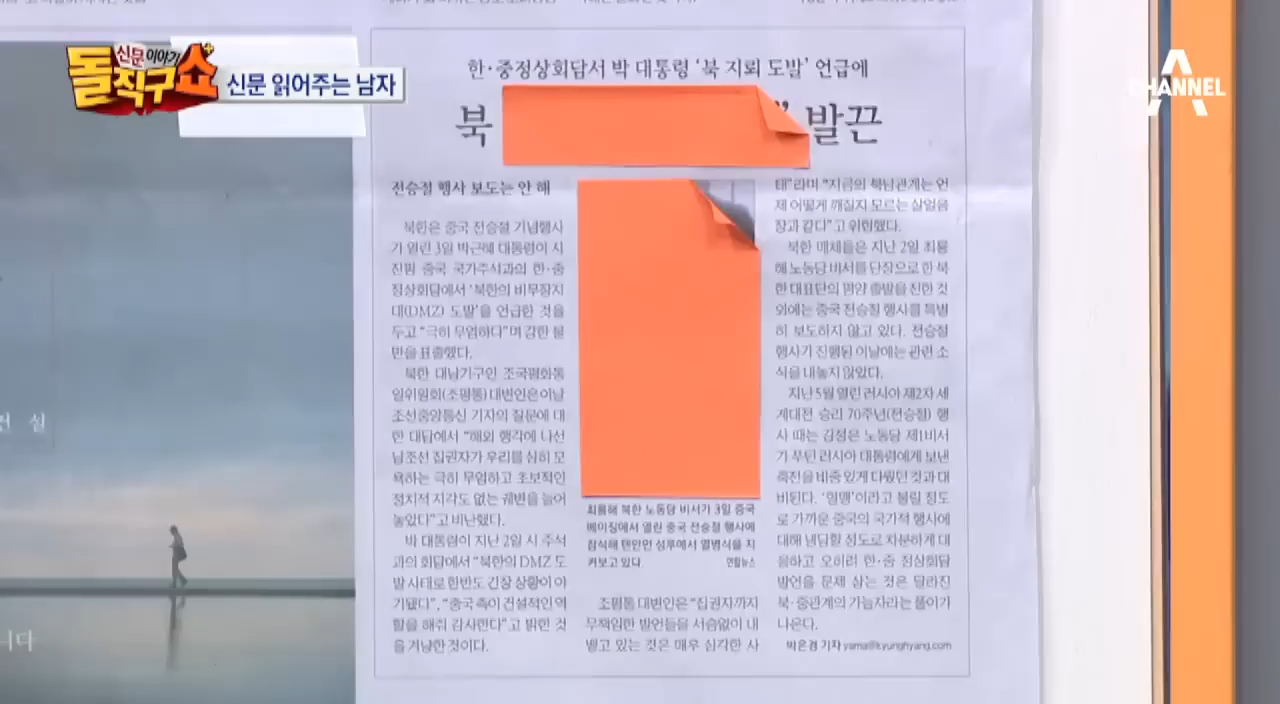 신문이야기
돌직구쇼+
신문 읽어주는 남자
CHANNEL A
한·중정상회담서 박 대통령 ‘북 지뢰 도발’ 언급에
북 ” 발끈
전승절 행사 보도는 안 해
북한은 중국 전승절 기념행사
가 열린 3일 박근혜 대통령이 시
진핑 중국 국가주석과의 한·중
정상회담에서 ‘북한의 비무장지
대(DMZ) 도발’을 언급한 것을
두고 “극히 무엄하다”며 강한 불
만을 표출했다.
북한 대남기구인 조국평화통
일위원회(조평통) 대변인은 이날
조선중앙통신 기자의 질문에 대
한 대답에서 “해외 행각에 나선
남조선 집권자가 우리를 심히 모
욕하는 극히 무엄하고 초보적인
정치적 지각도 없는 궤변을 늘어
놓았다”고 비난했다.
박 대통령이 지난 2일 시 주석
과의 회담에서 “북한의 DMZ 도
발 사태로 한반도 긴장 상황이 야
기됐다”, “중국 측이 건설적인 역
할을 해줘 감사한다”고 밝힌 것
을 겨냥한 것이다.
최룡해 북한 노동당 비서가 3일 중국
베이징에서 열린 중국 전승절 행사에
참석해 톈안먼 성루에서 열병식을 지
켜보고 있다. 연합뉴스
조평통 대변인은 “집권자까지
무책임한 발언들을 서슴없이 내
뱉고 있는 것은 매우 심각한 사
태”라며 “지금의 북남관계는 언
제 어떻게 깨질지 모르는 살얼음
장과 같다”고 위협했다.
북한 매체들은 지난 2일 최룡
해 노동당 비서를 단장으로 한 북
한 대표단의 평양 출발을 전한 것
외에는 중국 전승절 행사를 특별
히 보도하지 않고 있다. 전승절
행사가 진행된 이날에는 관련 소
식을 내놓지 않았다.
지난 5월 열린 러시아 제2차 세
계대전 승리 70주년(전승절) 행
사 때는 김정은 노동당 제1비서
가 푸틴 러시아 대통령에게 보낸
축전을 비중 있게 다뤘던 것과 대
비된다. ‘혈맹’이라고 불릴 정도
로 가까운 중국의 국가적 행사에
대해 냉담할 정도로 차분하게 대
응하고 오히려 한·중 정상회담
발언을 문제 삼는 것은 달라진
북·중관계의 가늠자라는 풀이가
나온다.
박은경 기자 yama@kyunghyang.com
건 설
니다